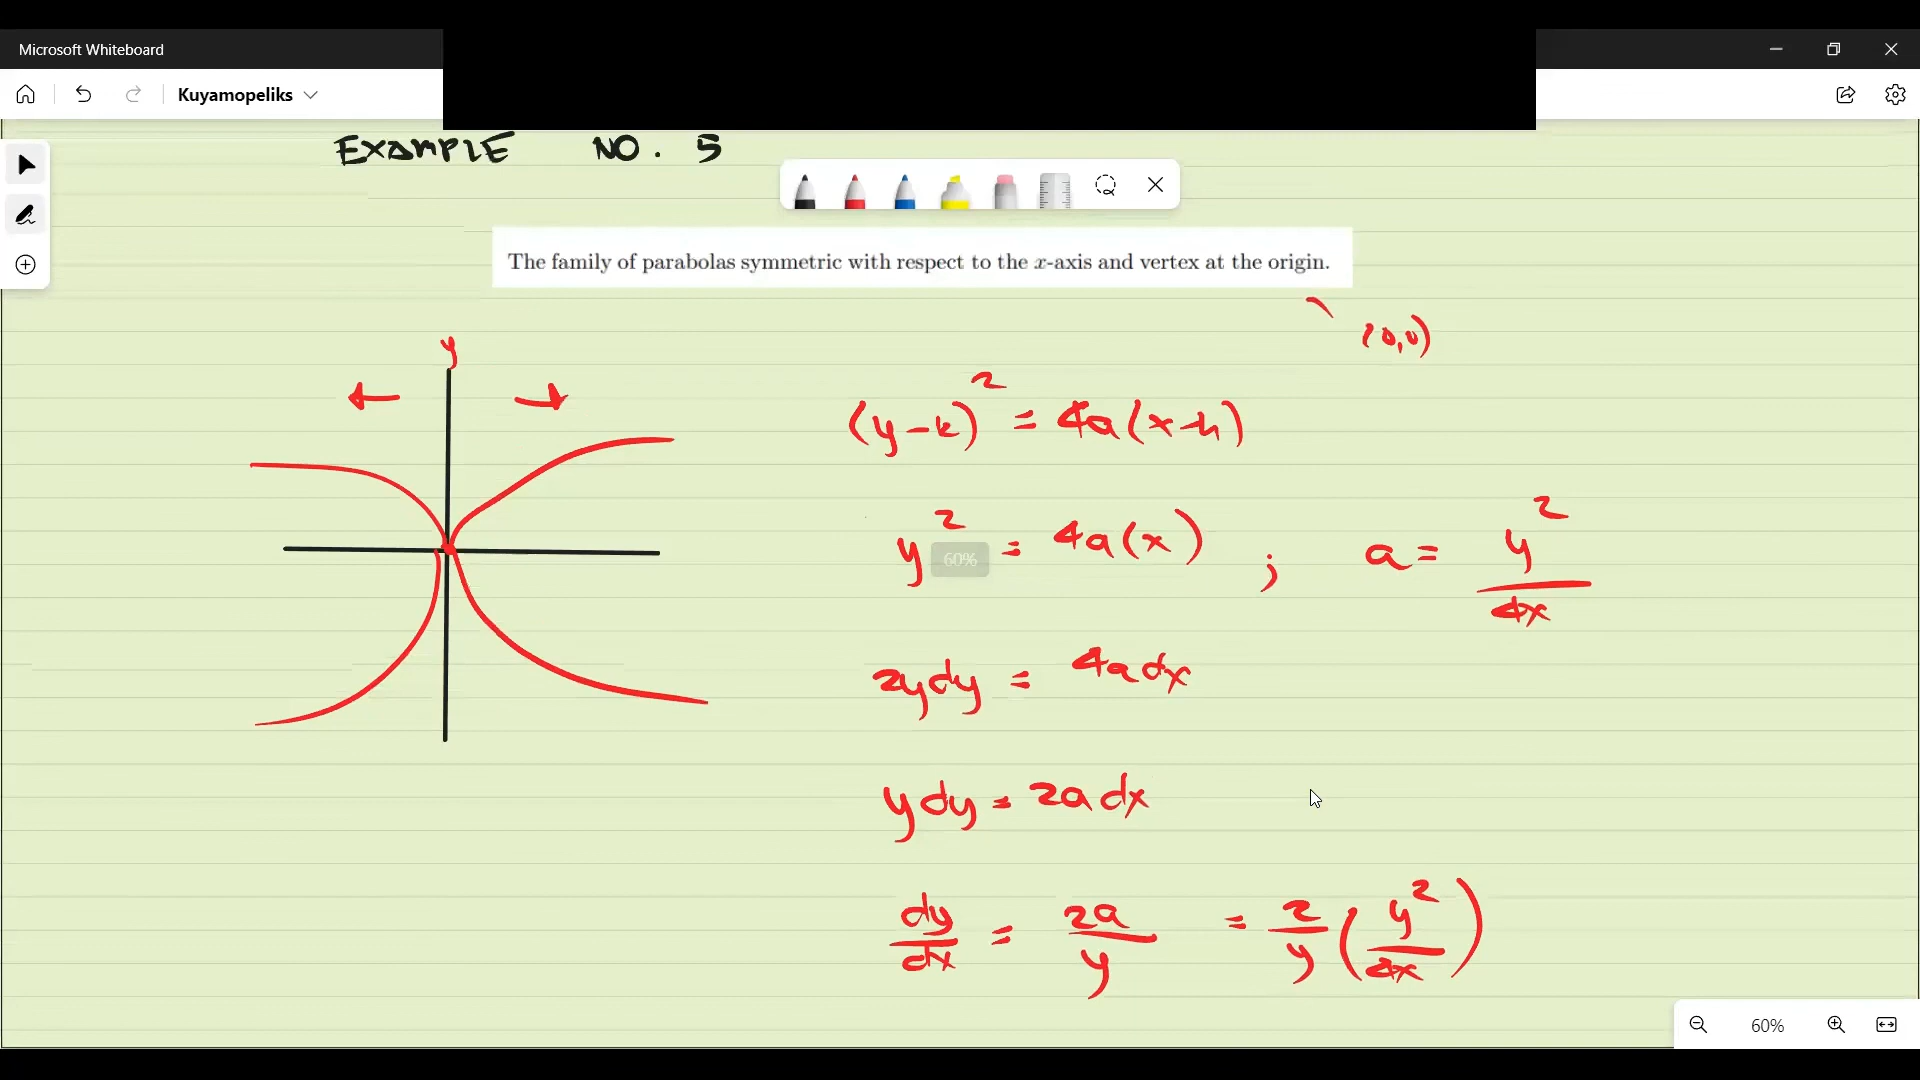 Microsoft Whiteboard
Kuyamopeliks
EXAMPLE NO. 5
The family of parabolas symmetric with respect to the x-axis and vertex at the origin.
(0,0)
y
(y-k)² = 4a(x-h)
y² = 4a(x) ; a = y²/4x
60%
2ydy = 4adx
ydy = 2adx
dy/dx = 2a/y = 2/y (y²/4x)
60%